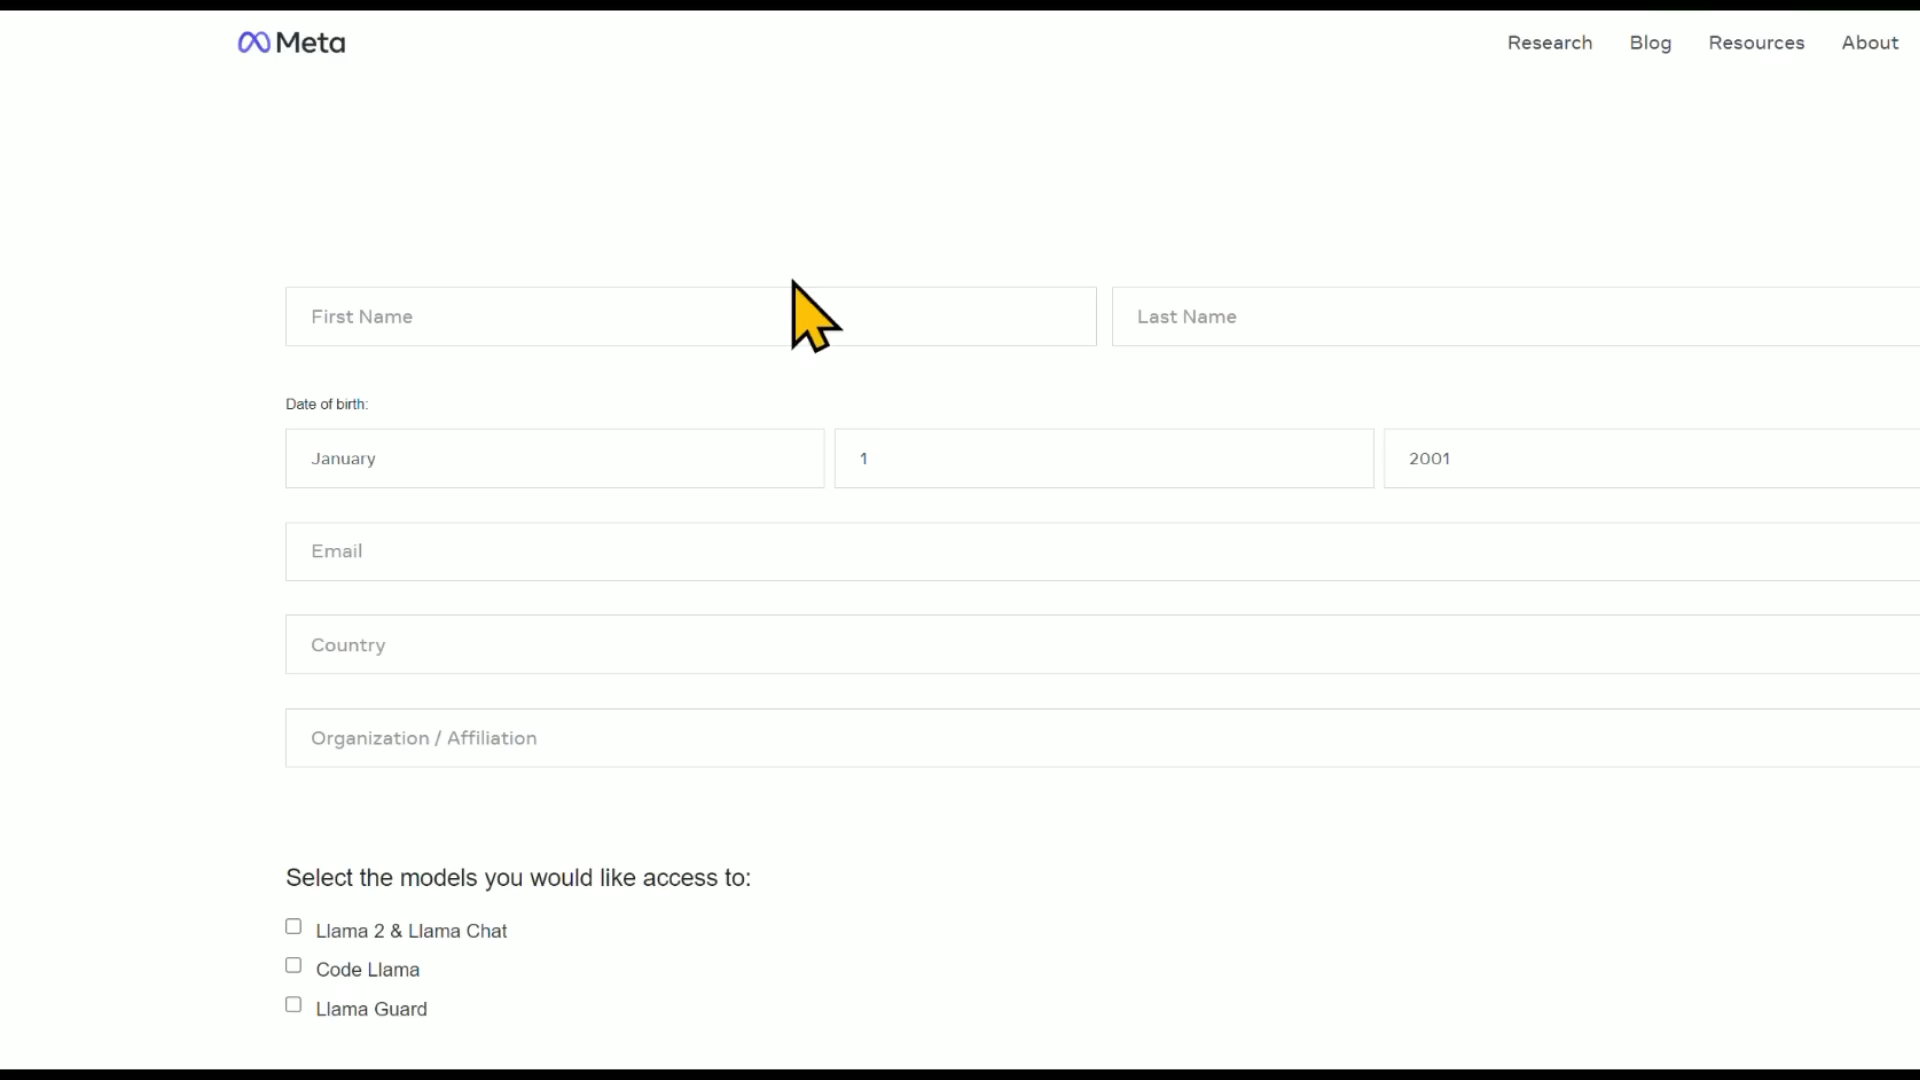 Meta
Research Blog Resources About
First Name Last Name
Date of birth:
January 1 2001
Email
Country
Organization / Affiliation
Select the models you would like access to:
Llama 2 & Llama Chat
Code Llama
Llama Guard